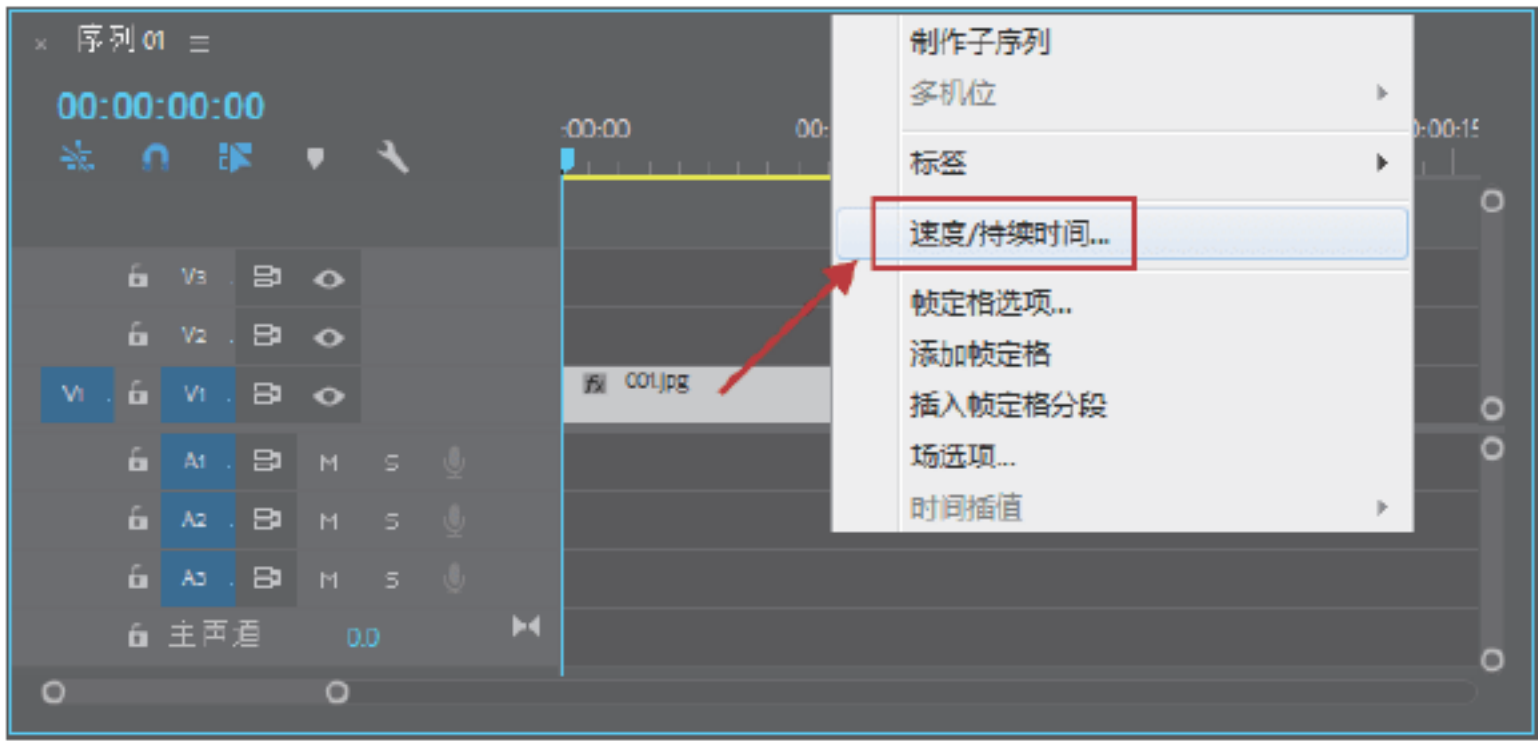 × 序列 01
00:00:00:00
:00:00
00:
0:00:15
V3
V2
V1 V1
fx 001.jpg
A1 M S
A2 M S
A3 M S
主声道 0.0
制作子序列
多机位
标签
速度/持续时间...
帧定格选项...
添加帧定格
插入帧定格分段
场选项...
时间插值